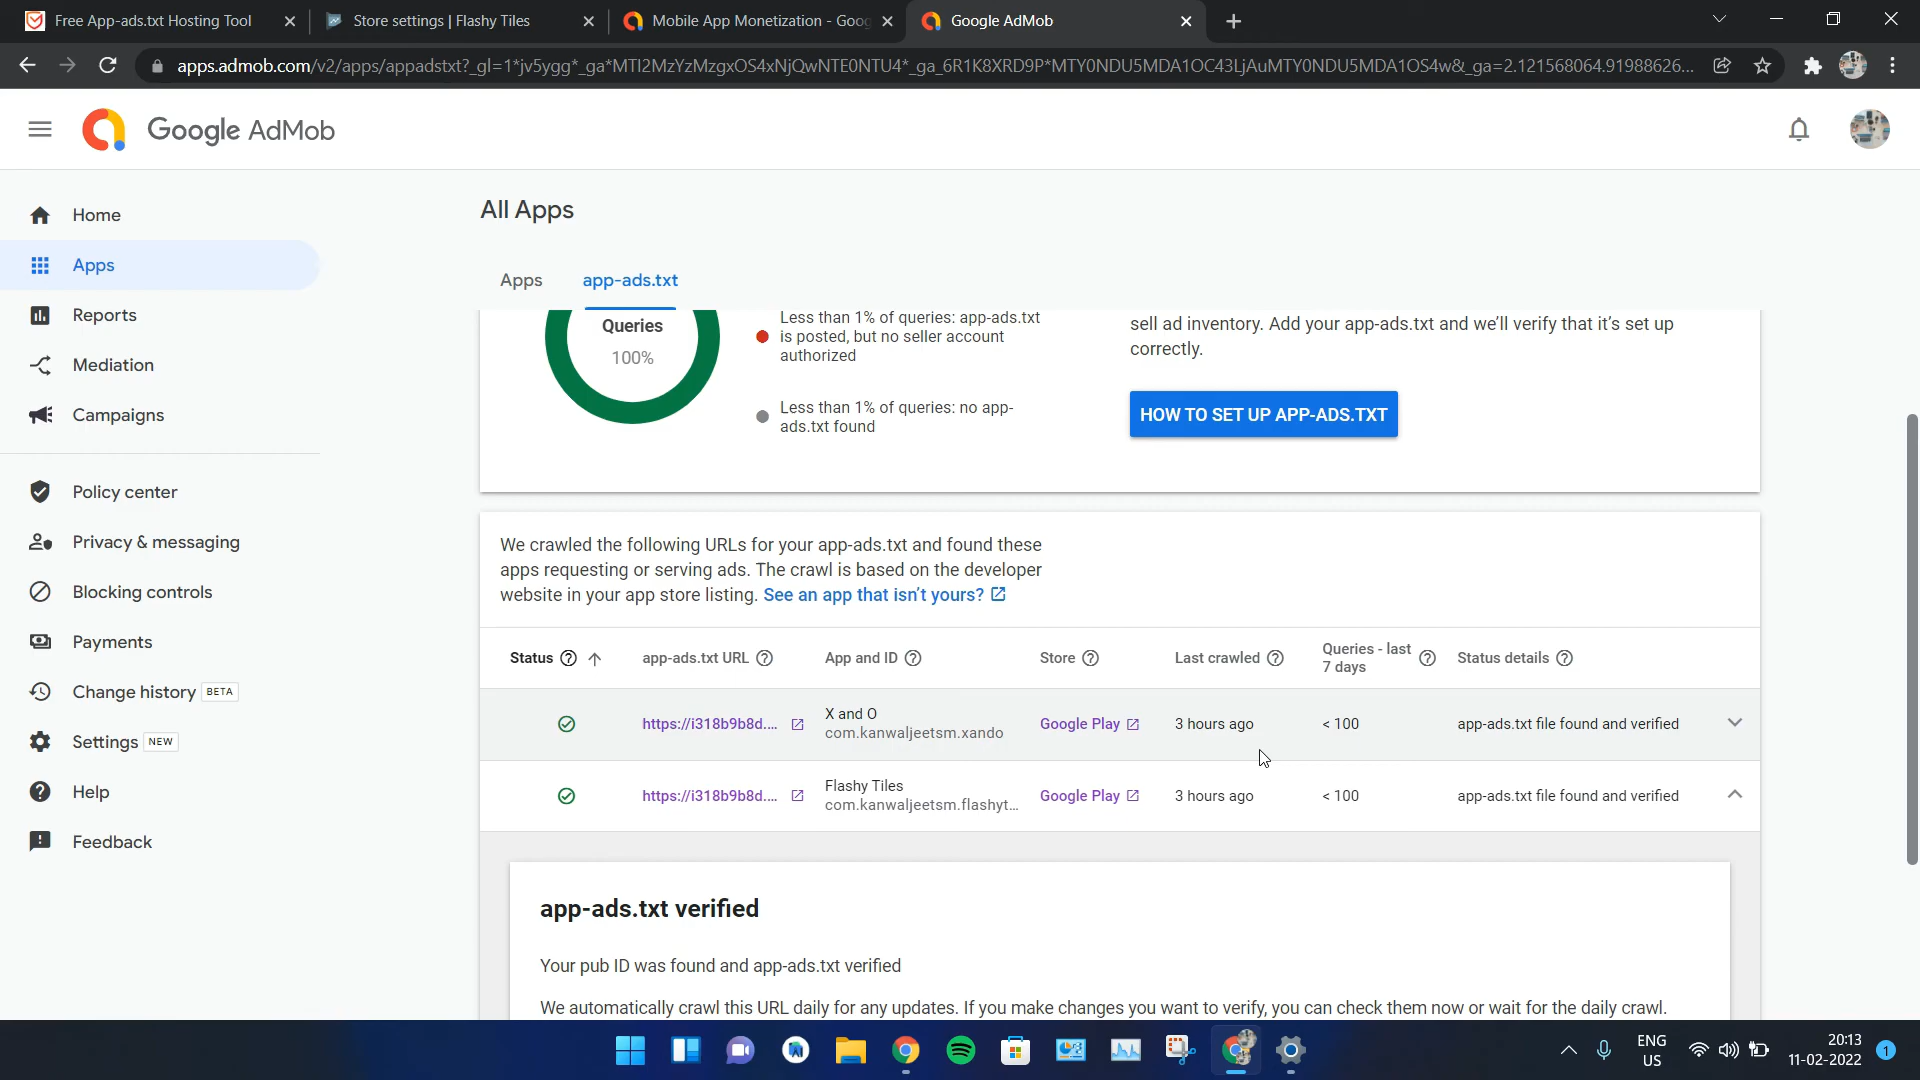 Free App-ads.txt Hosting Tool
Store settings | Flashy Tiles
Mobile App Monetization - Goog
Google AdMob
apps.admob.com/v2/apps/appadstxt?_gl=1*jv5ygg*_ga*MTI2MzYzMzgxOS4xNjQwNTE0NTU4*_ga_6R1K8XRD9P*MTY0NDU5MDA1OC43LjAuMTY0NDU5MDA1OS4w&_ga=2.121568064.91988626...
Google AdMob
Home
Apps
Reports
Mediation
Campaigns
Policy center
Privacy & messaging
Blocking controls
Payments
Change history BETA
Settings NEW
Help
Feedback
All Apps
Apps
app-ads.txt
Queries
100%
Less than 1% of queries: app-ads.txt
is posted, but no seller account
authorized
Less than 1% of queries: no app-
ads.txt found
sell ad inventory. Add your app-ads.txt and we’ll verify that it’s set up
correctly.
HOW TO SET UP APP-ADS.TXT
We crawled the following URLs for your app-ads.txt and found these
apps requesting or serving ads. The crawl is based on the developer
website in your app store listing. See an app that isn’t yours?
Status
app-ads.txt URL
App and ID
Store
Last crawled
Queries - last
7 days
Status details
https://i318b9b8d....
X and O
com.kanwaljeetsm.xando
Google Play
3 hours ago
< 100
app-ads.txt file found and verified
https://i318b9b8d....
Flashy Tiles
com.kanwaljeetsm.flashyt...
Google Play
3 hours ago
< 100
app-ads.txt file found and verified
app-ads.txt verified
Your pub ID was found and app-ads.txt verified
We automatically crawl this URL daily for any updates. If you make changes you want to verify, you can check them now or wait for the daily crawl.
ENG
US
20:13
11-02-2022
1